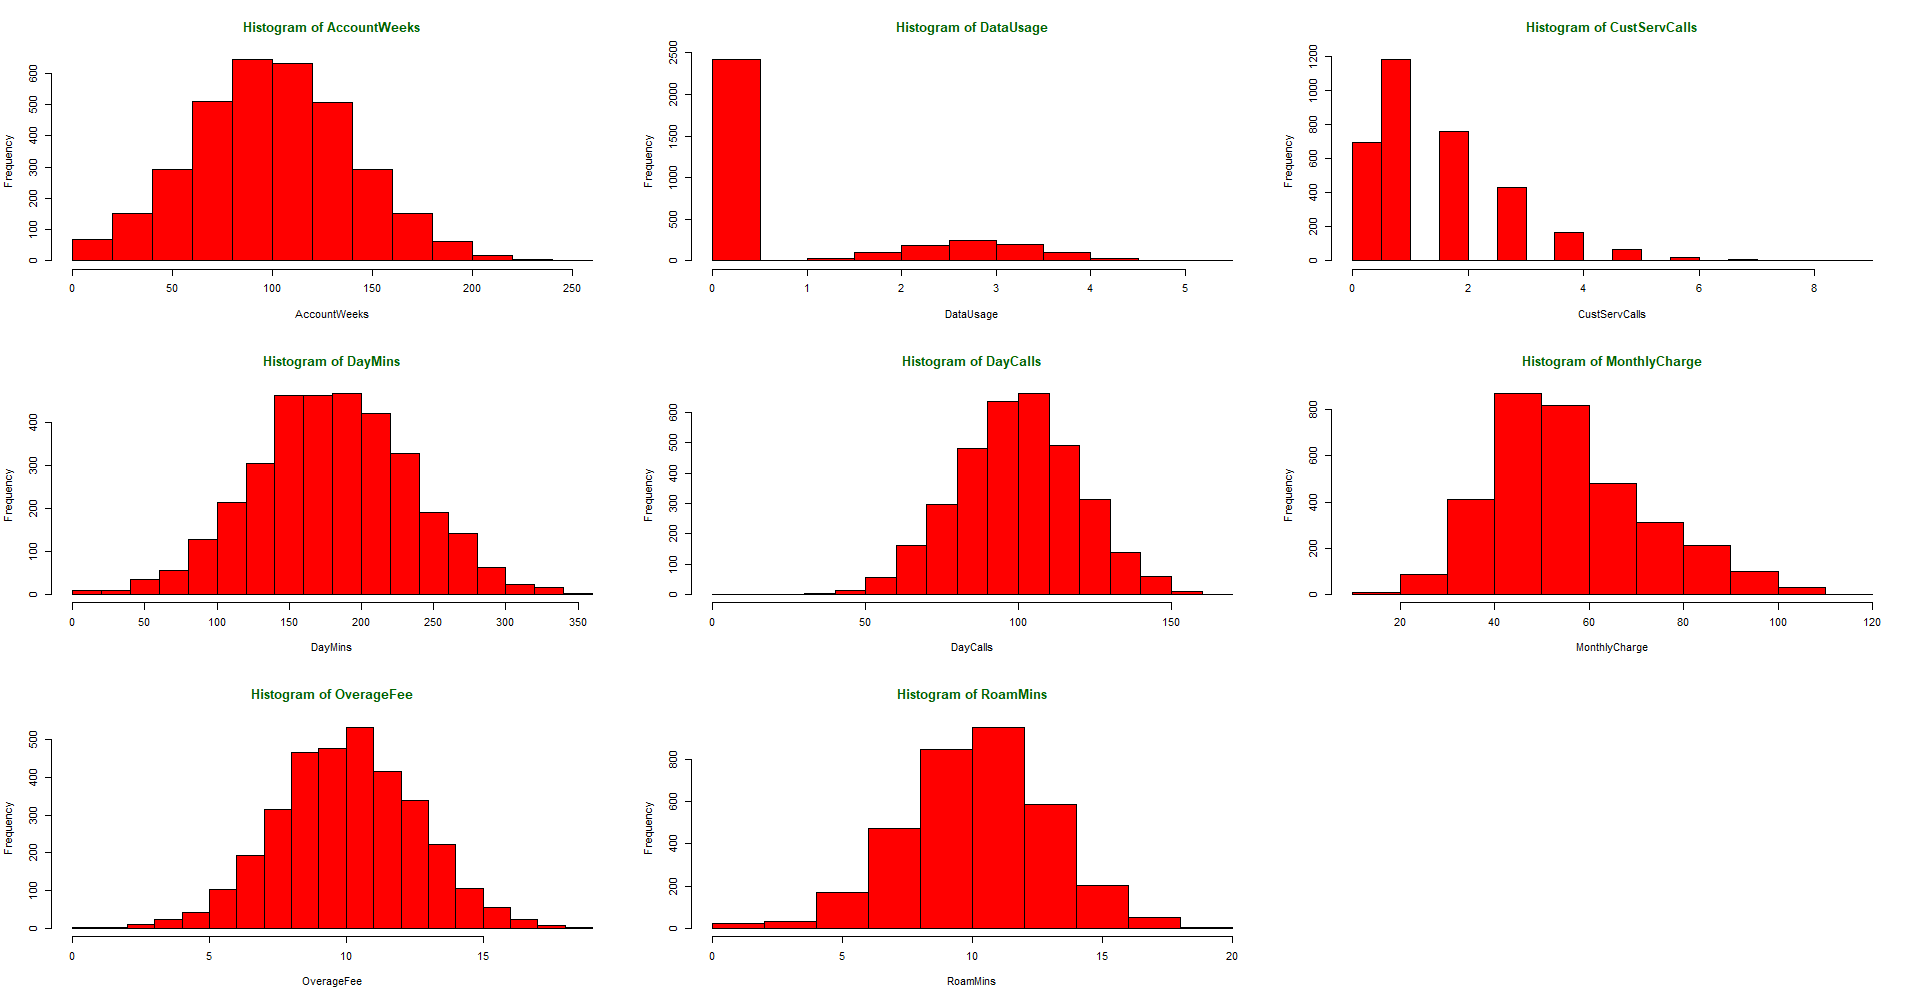 Histogram of AccountWeeks
Frequency
0 100 200 300 400 500 600
0 50 100 150 200 250
AccountWeeks
Histogram of DataUsage
Frequency
0 500 1000 1500 2000 2500
0 1 2 3 4 5
DataUsage
Histogram of CustServCalls
Frequency
0 200 400 600 800 1000 1200
0 2 4 6 8
CustServCalls
Histogram of DayMins
Frequency
0 100 200 300 400
0 50 100 150 200 250 300 350
DayMins
Histogram of DayCalls
Frequency
0 100 200 300 400 500 600
0 50 100 150
DayCalls
Histogram of MonthlyCharge
Frequency
0 200 400 600 800
20 40 60 80 100 120
MonthlyCharge
Histogram of OverageFee
Frequency
0 100 200 300 400 500
0 5 10 15
OverageFee
Histogram of RoamMins
Frequency
0 200 400 600 800
0 5 10 15 20
RoamMins